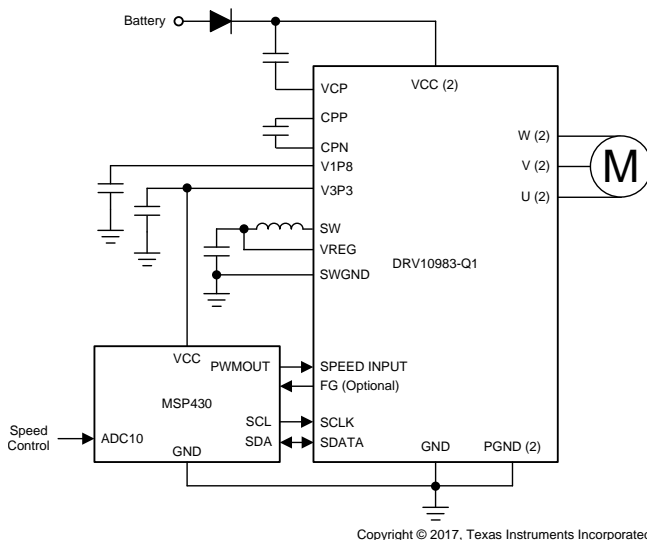 Battery
VCP
VCC (2)
CPP
CPN
V1P8
V3P3
W (2)
V (2)
U (2)
M
SW
VREG
SWGND
DRV10983-Q1
VCC
PWMOUT
SPEED INPUT
FG (Optional)
MSP430
SCL
SCLK
Speed
Control
ADC10
SDA
SDATA
GND
GND
PGND (2)
Copyright © 2017, Texas Instruments Incorporated